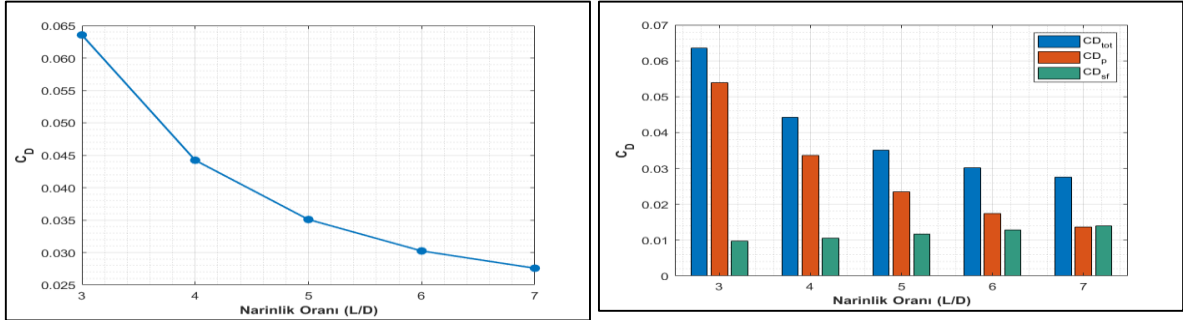 0.065
0.060
0.055
0.050
0.045
0.040
0.035
0.030
0.025
C_D
3 4 5 6 7
Narinlik Oranı (L/D)
0.07
0.06
0.05
0.04
0.03
0.02
0.01
0
C_D
CD_tot
CD_p
CD_sf
3 4 5 6 7
Narinlik Oranı (L/D)